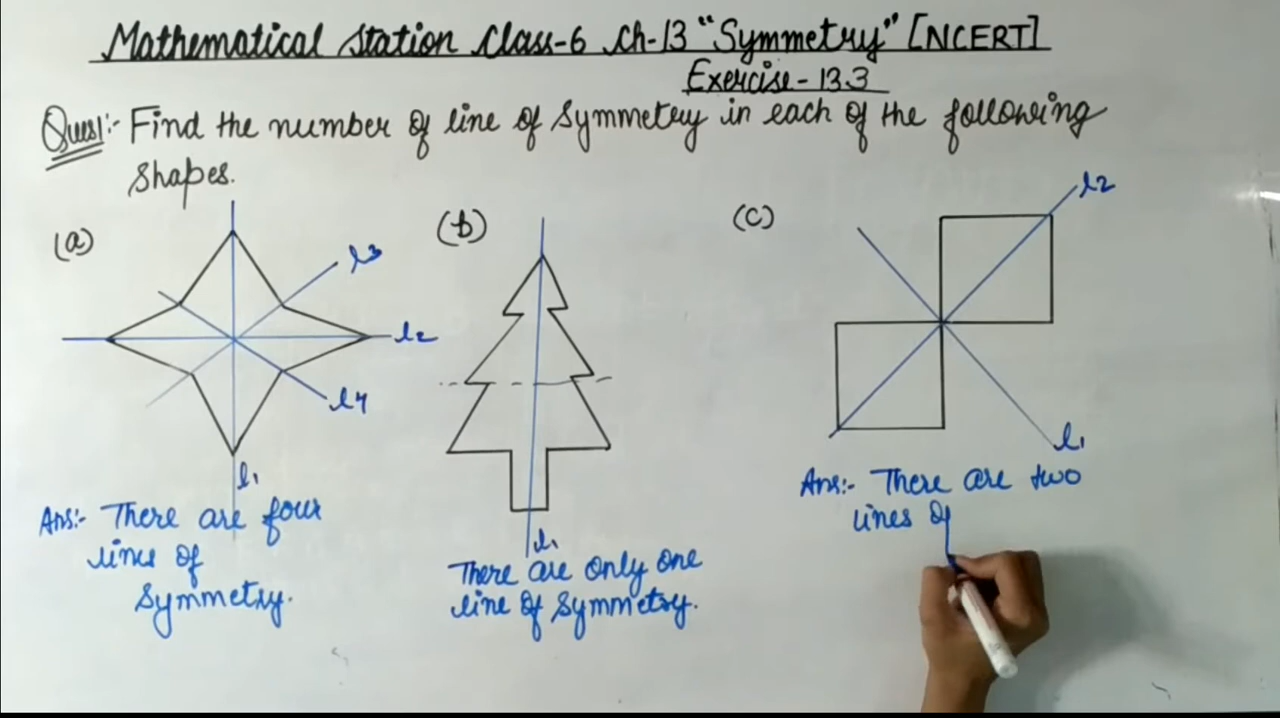 Mathematical Station Class-6 Ch-13 "Symmetry" [NCERT]
Exercise-13.3
Ques1:- Find the number of line of Symmetry in each of the following
Shapes.
(a)
l3
l2
l4
l1
Ans:- There are four
lines of
Symmetry.
(b)
l1
There are only one
line of Symmetry.
(c)
l2
l1
Ans:- There are two
lines of